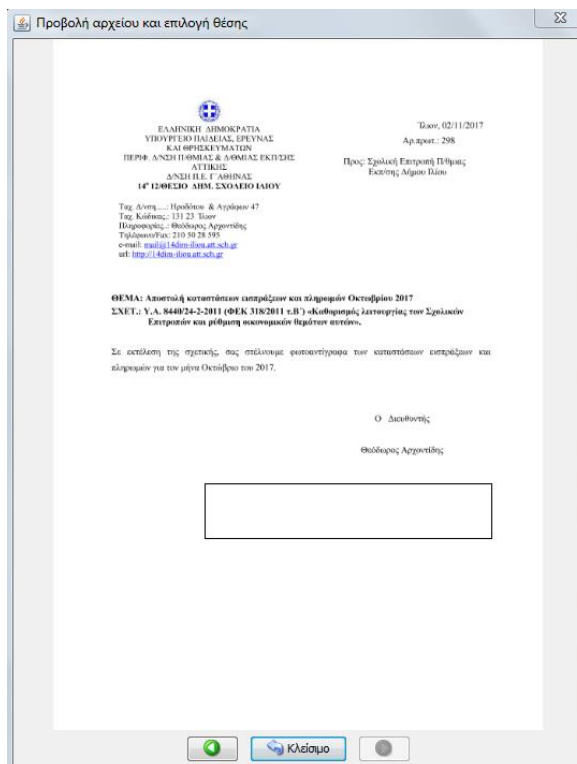 Προβολή αρχείου και επιλογή θέσης
ΕΛΛΗΝΙΚΗ ΔΗΜΟΚΡΑΤΙΑ
ΥΠΟΥΡΓΕΙΟ ΠΑΙΔΕΙΑΣ, ΕΡΕΥΝΑΣ
ΚΑΙ ΘΡΗΣΚΕΥΜΑΤΩΝ
ΠΕΡΙΦ. Δ/ΝΣΗ Π/ΘΜΙΑΣ & Δ/ΘΜΙΑΣ ΕΚΠ/ΣΗΣ
ΑΤΤΙΚΗΣ
Δ/ΝΣΗ Π.Ε. Γ΄ΑΘΗΝΑΣ
14ο 12/ΘΕΣΙΟ ΔΗΜ. ΣΧΟΛΕΙΟ ΙΛΙΟΥ
Ίλιον, 02/11/2017
Αρ.πρωτ.: 298
Προς: Σχολική Επιτροπή Π/θμιας
Εκπ/σης Δήμου Ιλίου
Ταχ. Δ/νση.....: Ηροδότου & Αγράφων 47
Ταχ. Κώδικας.: 131 23 Ίλιον
Πληροφορίες..: Θεόδωρος Αρχοντίδης
Τηλέφωνο/Fax: 210 50 28 595
e-mail: mail@14dim-iliou.att.sch.gr
url: http://14dim-iliou.att.sch.gr
ΘΕΜΑ: Αποστολή καταστάσεων εισπράξεων και πληρωμών Οκτωβρίου 2017
ΣΧΕΤ.: Υ.Α. 8440/24-2-2011 (ΦΕΚ 318/2011 τ.Β΄) «Καθορισμός λειτουργίας των Σχολικών
Επιτροπών και ρύθμιση οικονομικών θεμάτων αυτών».
Σε εκτέλεση της σχετικής, σας στέλνουμε φωτοαντίγραφα των καταστάσεων εισπράξεων και
πληρωμών για τον μήνα Οκτώβριο του 2017.
Ο Διευθυντής
Θεόδωρος Αρχοντίδης
Κλείσιμο